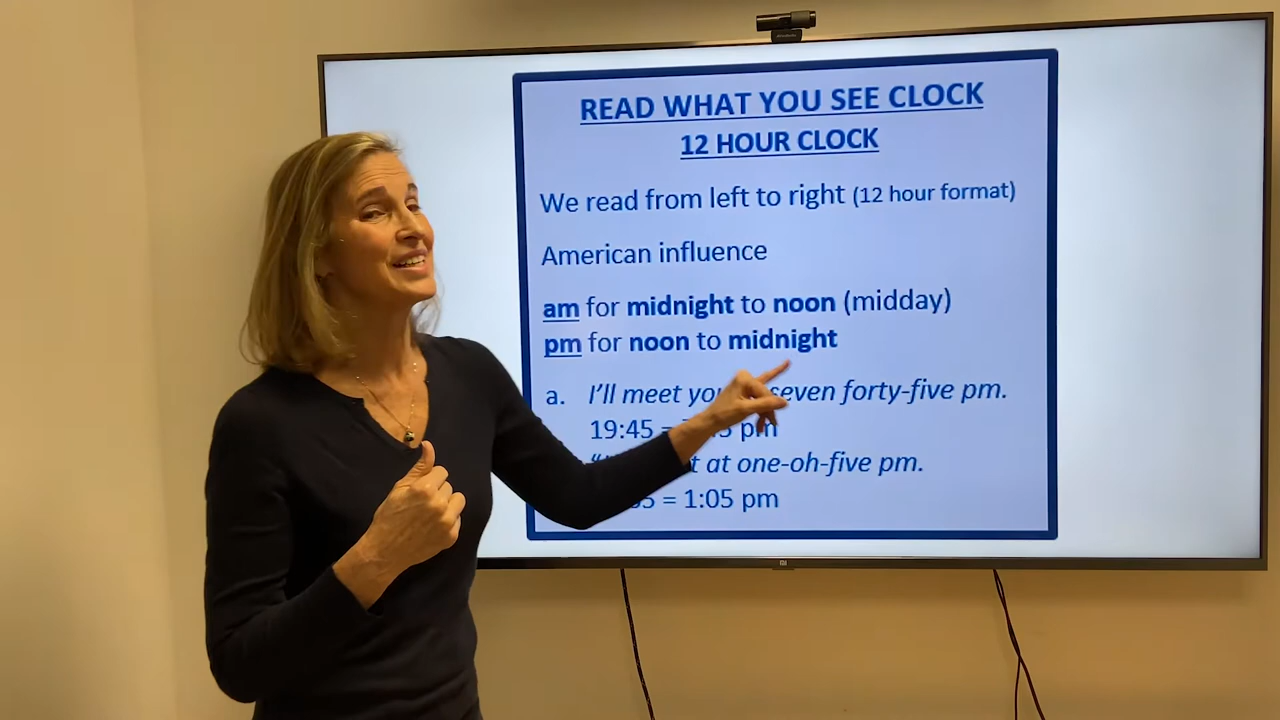 READ WHAT YOU SEE CLOCK
12 HOUR CLOCK
We read from left to right (12 hour format)
American influence
am for midnight to noon (midday)
pm for noon to midnight
a. I'll meet seven forty-five pm.
19:45 = pm
at one-oh-five pm.
= 1:05 pm